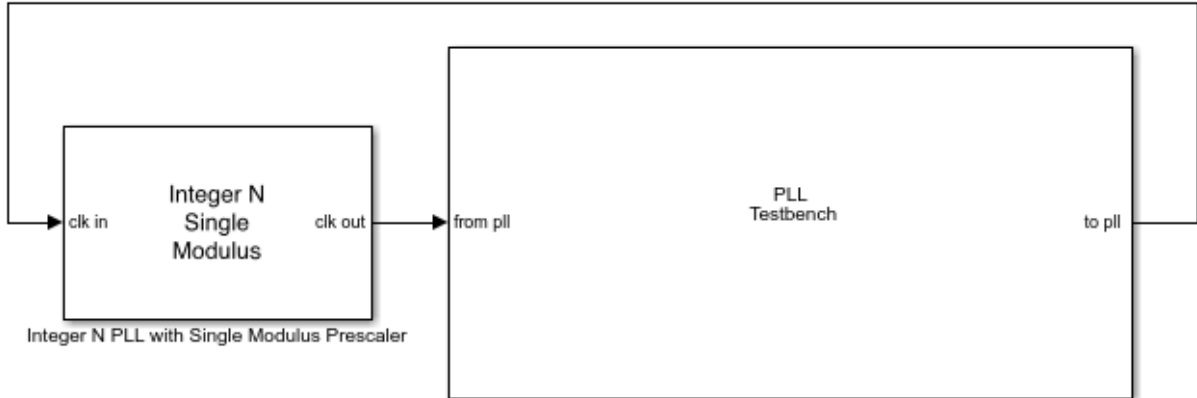 Integer N
Single
Modulus
clk in
clk out
Integer N PLL with Single Modulus Prescaler
PLL
Testbench
from pll
to pll